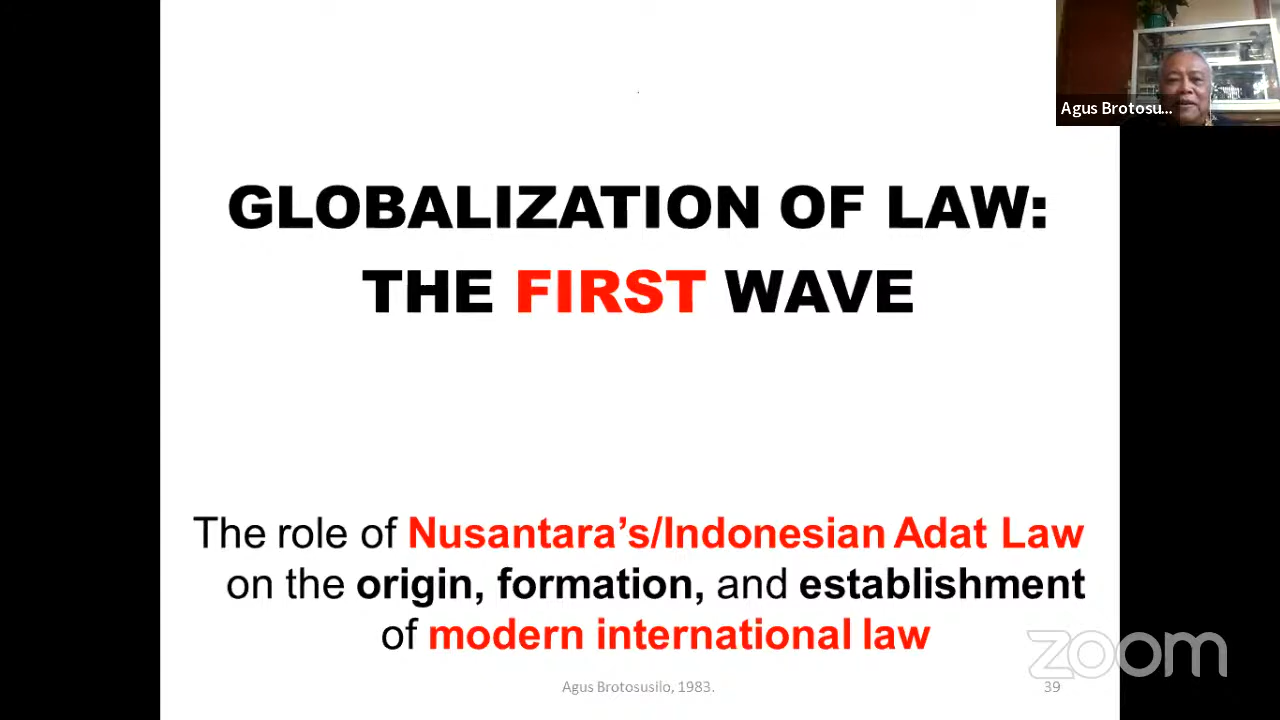 Agus Brotosu...
GLOBALIZATION OF LAW:
THE FIRST WAVE
The role of Nusantara's/Indonesian Adat Law
on the origin, formation, and establishment
of modern international law
zoom
Agus Brotosusilo, 1983.
39